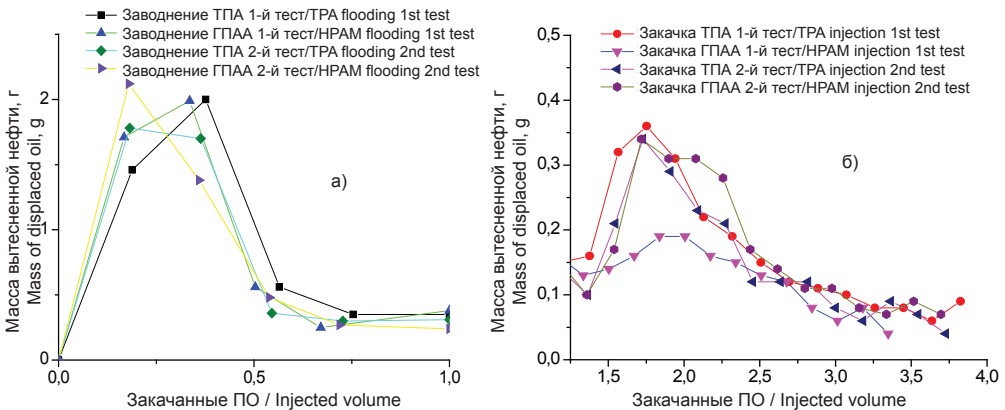 Заводнение ТПА 1-й тест/TPA flooding 1st test
Заводнение ГПАА 1-й тест/HPAM flooding 1st test
Заводнение ТПА 2-й тест/TPA flooding 2nd test
Заводнение ГПАА 2-й тест/HPAM flooding 2nd test
Масса вытесненной нефти, г
Mass of displaced oil, g
2
1
0
а)
0,0
0,5
1,0
Закачанные ПО / Injected volume
Закачка ТПА 1-й тест/TPA injection 1st test
Закачка ГПАА 1-й тест/HPAM injection 1st test
Закачка ТПА 2-й тест/TPA injection 2nd test
Закачка ГПАА 2-й тест/HPAM injection 2nd test
Масса вытесненной нефти, г
Mass of displaced oil, g
0,5
0,4
0,3
0,2
0,1
0,0
б)
1,5
2,0
2,5
3,0
3,5
4,0
Закачанные ПО / Injected volume